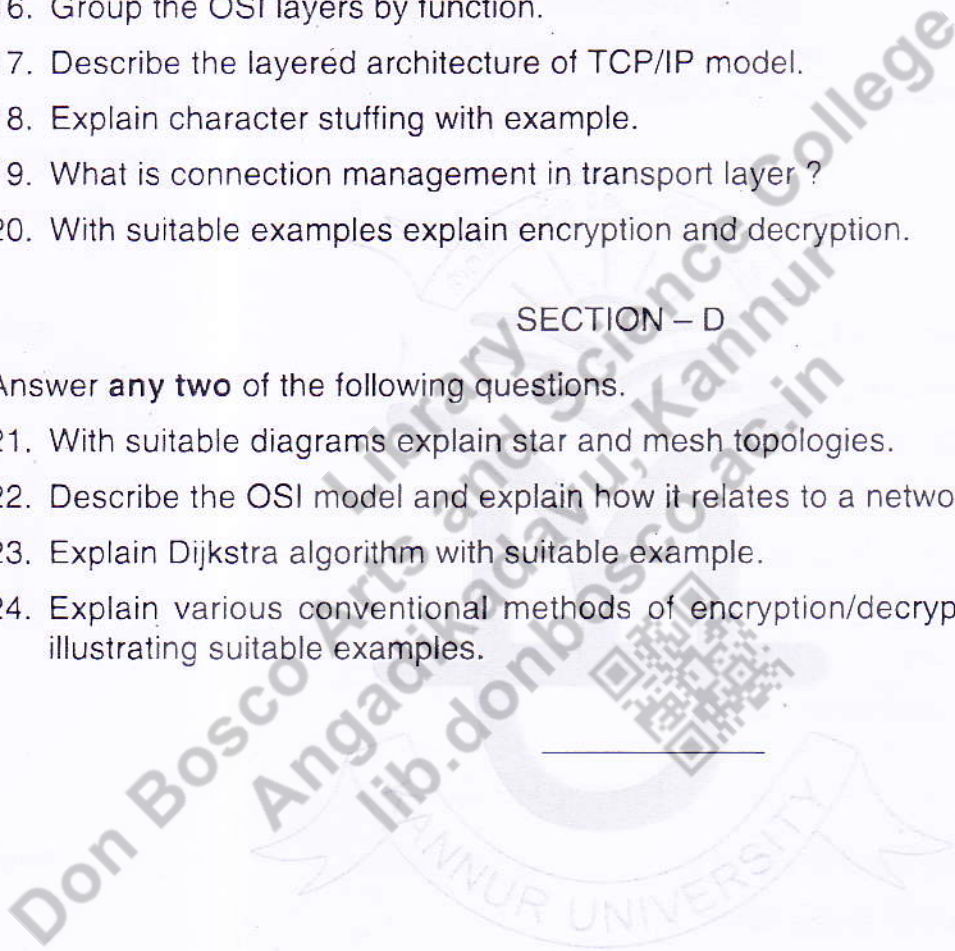 6. Group the OSI layers by function.
7. Describe the layered architecture of TCP/IP model.
8. Explain character stuffing with example.
9. What is connection management in transport layer ?
20. With suitable examples explain encryption and decryption.
SECTION – D
Answer any two of the following questions.
21. With suitable diagrams explain star and mesh topologies.
22. Describe the OSI model and explain how it relates to a netwo
23. Explain Dijkstra algorithm with suitable example.
24. Explain various conventional methods of encryption/decryp
illustrating suitable examples.
Library
Don Bosco Arts and Science College
Angadikadavu, Kannur
lib.donbosco.ac.in
ANNUR UNIVERSITY